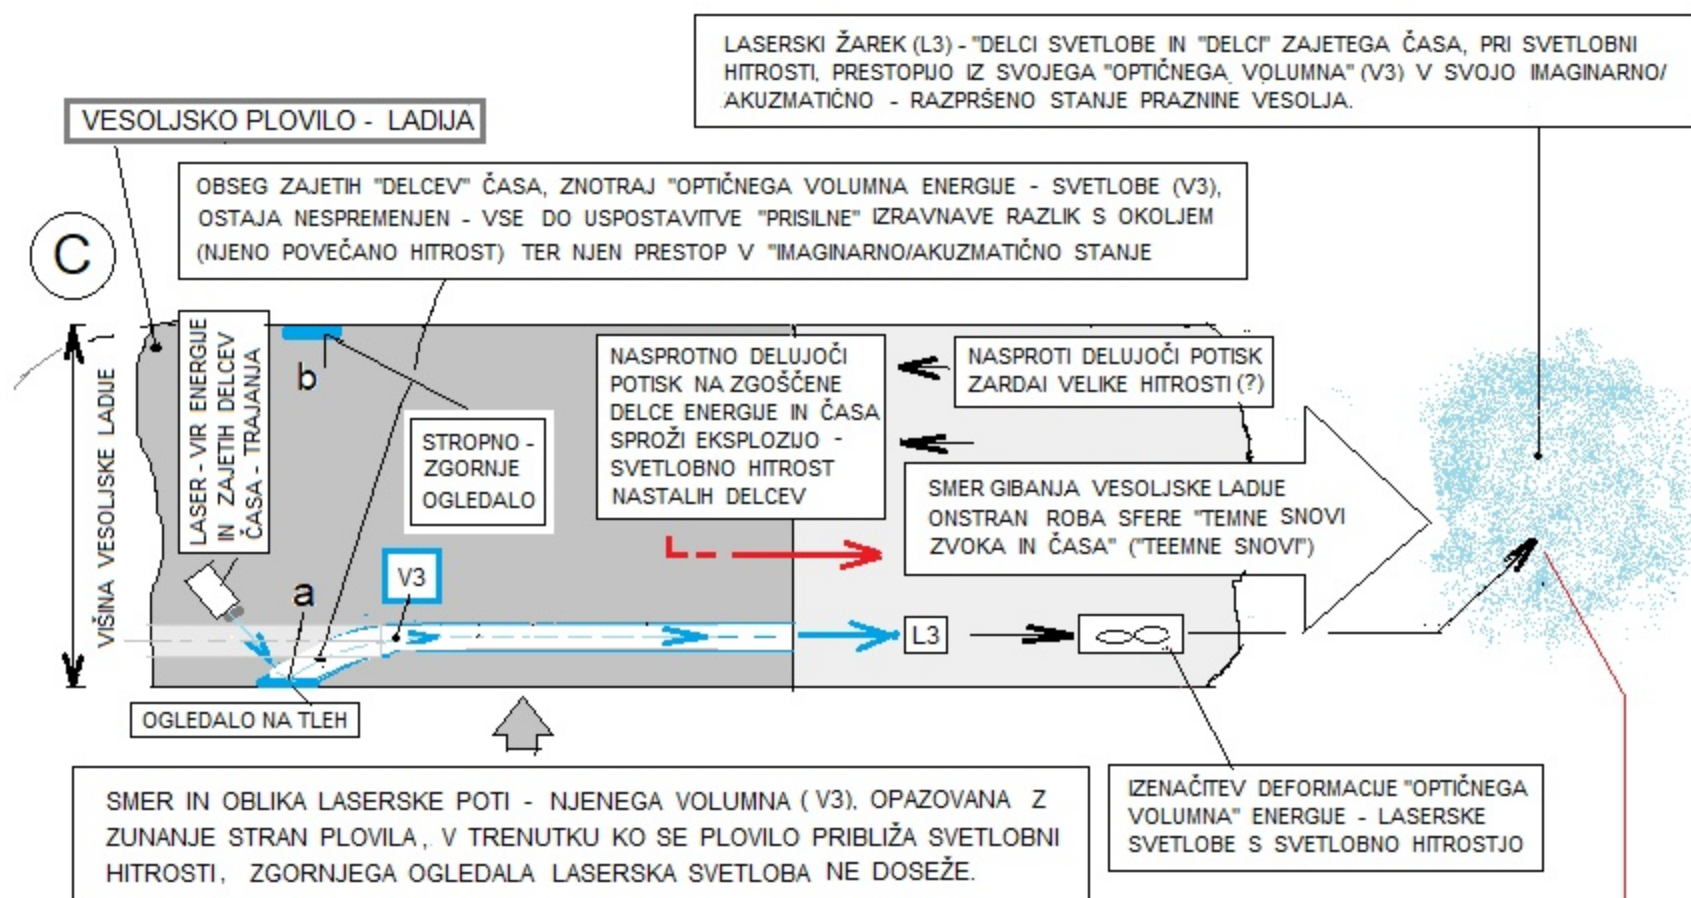 LASERSKI ŽAREK (L3) - "DELCI SVETLOBE IN "DELCI" ZAJETEGA ČASA, PRI SVETLOBNI
HITROSTI, PRESTOPIJO IZ SVOJEGA "OPTIČNEGA VOLUMNA" (V3) V SVOJO IMAGINARNO/
AKUZMATIČNO - RAZPRŠENO STANJE PRAZNINE VESOLJA.
VESOLJSKO PLOVILO - LADIJA
OBSEG ZAJETIH "DELCEV" ČASA, ZNOTRAJ "OPTIČNEGA VOLUMNA ENERGIJE - SVETLOBE (V3),
OSTAJA NESPREMENJEN - VSE DO USPOSTAVITVE "PRISILNE" IZRAVNAVE RAZLIK S OKOLJEM
(NJENO POVEČANO HITROST) TER NJEN PRESTOP V "IMAGINARNO/AKUZMATIČNO STANJE
C
VIŠINA VESOLJSKE LADIJE
LASER - VIR ENERGIJE
IN ZAJETIH DELCEV
ČASA - TRAJANJA
b
STROPNO -
ZGORNJE
OGLEDALO
NASPROTNO DELUJOČI
POTISK NA ZGOŠČENE
DELCE ENERGIJE IN ČASA
SPROŽI EKSPLOZIJO -
SVETLOBNO HITROST
NASTALIH DELCEV
NASPROTI DELUJOČI POTISK
ZARDAI VELIKE HITROSTI (?)
SMER GIBANJA VESOLJSKE LADIJE
ONSTRAN ROBA SFERE "TEMNE SNOVI
ZVOKA IN ČASA" ("TEEMNE SNOVI")
V3
a
L3
OGLEDALO NA TLEH
SMER IN OBLIKA LASERSKE POTI - NJENEGA VOLUMNA ( V3), OPAZOVANA Z
ZUNANJE STRAN PLOVILA, V TRENUTKU KO SE PLOVILO PRIBLIŽA SVETLOBNI
HITROSTI, ZGORNJEGA OGLEDALA LASERSKA SVETLOBA NE DOSEŽE.
IZENAČITEV DEFORMACIJE "OPTIČNEGA
VOLUMNA" ENERGIJE - LASERSKE
SVETLOBE S SVETLOBNO HITROSTJO